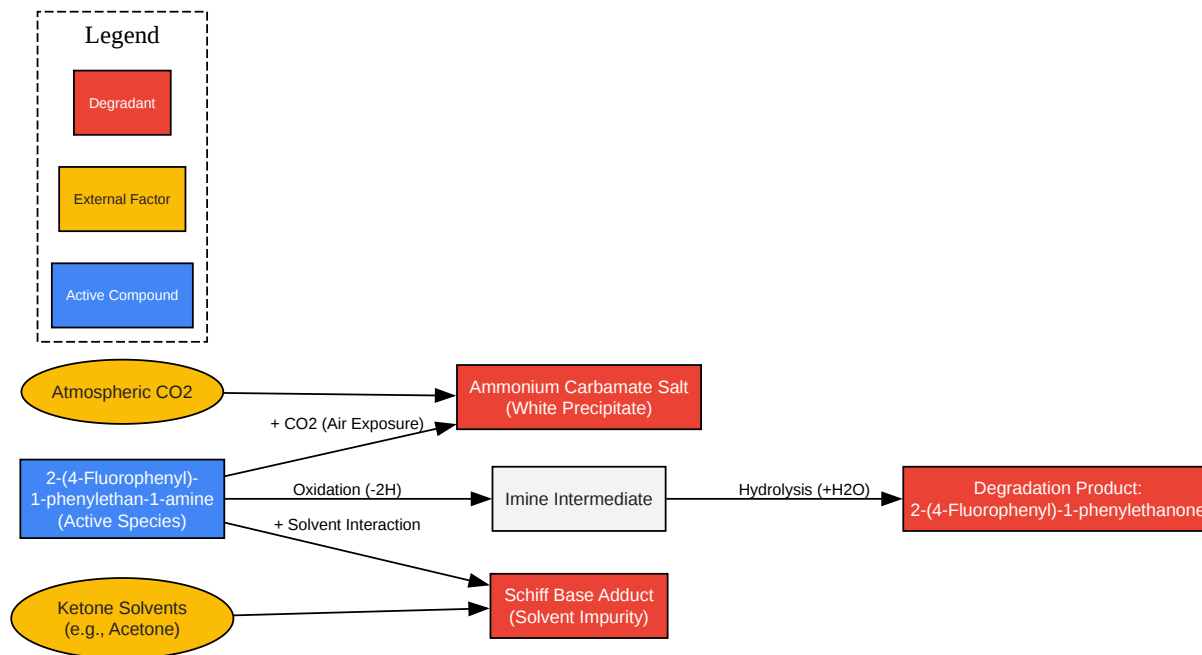 Legend
Degradant
External Factor
Active Compound
Atmospheric CO2
Ammonium Carbamate Salt
(White Precipitate)
+ CO2 (Air Exposure)
2-(4-Fluorophenyl)-
1-phenylethan-1-amine
(Active Species)
Oxidation (-2H)
Imine Intermediate
Hydrolysis (+H2O)
Degradation Product:
2-(4-Fluorophenyl)-1-phenylethanone
+ Solvent Interaction
Ketone Solvents
(e.g., Acetone)
Schiff Base Adduct
(Solvent Impurity)